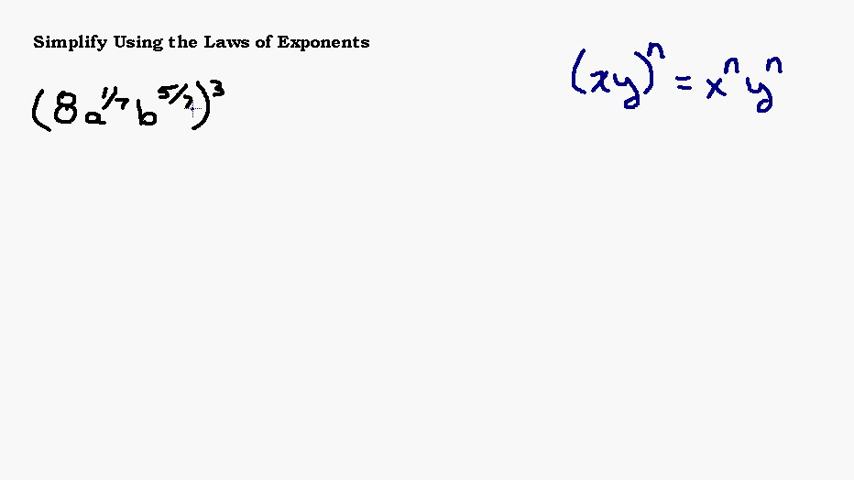 Simplify Using the Laws of Exponents
(xy)^n = x^n y^n
(8a^{1/7} b^{5/7})^3